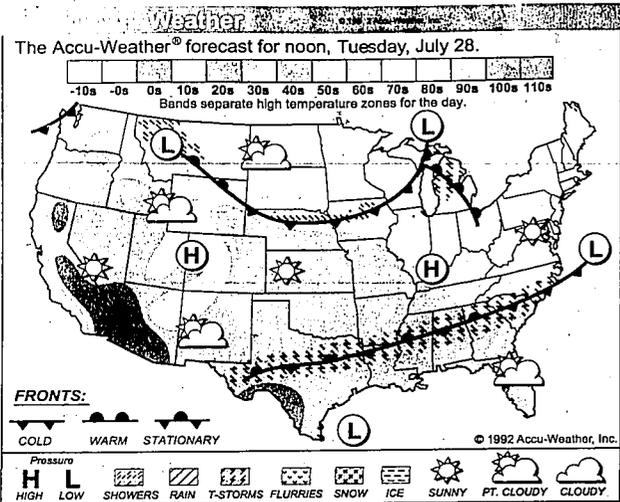 Weather
The Accu-Weather® forecast for noon, Tuesday, July 28.
-10s -0s 0s 10s 20s 30s 40s 50s 60s 70s 80s 90s 100s 110s
Bands separate high temperature zones for the day.
L
L
H
H
L
L
FRONTS:
COLD WARM STATIONARY
© 1992 Accu-Weather, Inc.
Pressure
H L
HIGH LOW SHOWERS RAIN T-STORMS FLURRIES SNOW ICE SUNNY PT. CLOUDY CLOUDY